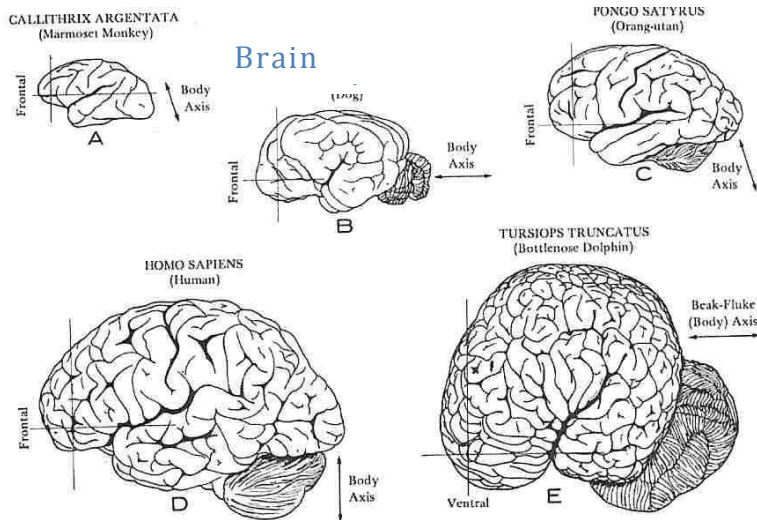 CALLITHRIX ARGENTATA
(Marmoset Monkey)
Frontal
Body
Axis
A
Brain
(Dog)
Frontal
Body
Axis
B
PONGO SATYRUS
(Orang-utan)
Frontal
Body
Axis
C
HOMO SAPIENS
(Human)
Frontal
Body
Axis
D
TURSIOPS TRUNCATUS
(Bottlenose Dolphin)
Beak-Fluke
(Body) Axis
Ventral
E